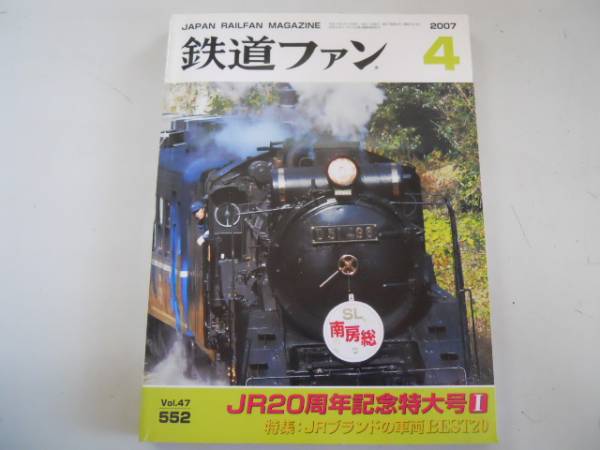 JAPAN RAILFAN MAGAZINE
2007
鉄道ファン
4
D51 498
SL
南房総
Vol.47
552
JR20周年記念特大号 I
特集:JRブランドの車両BEST20